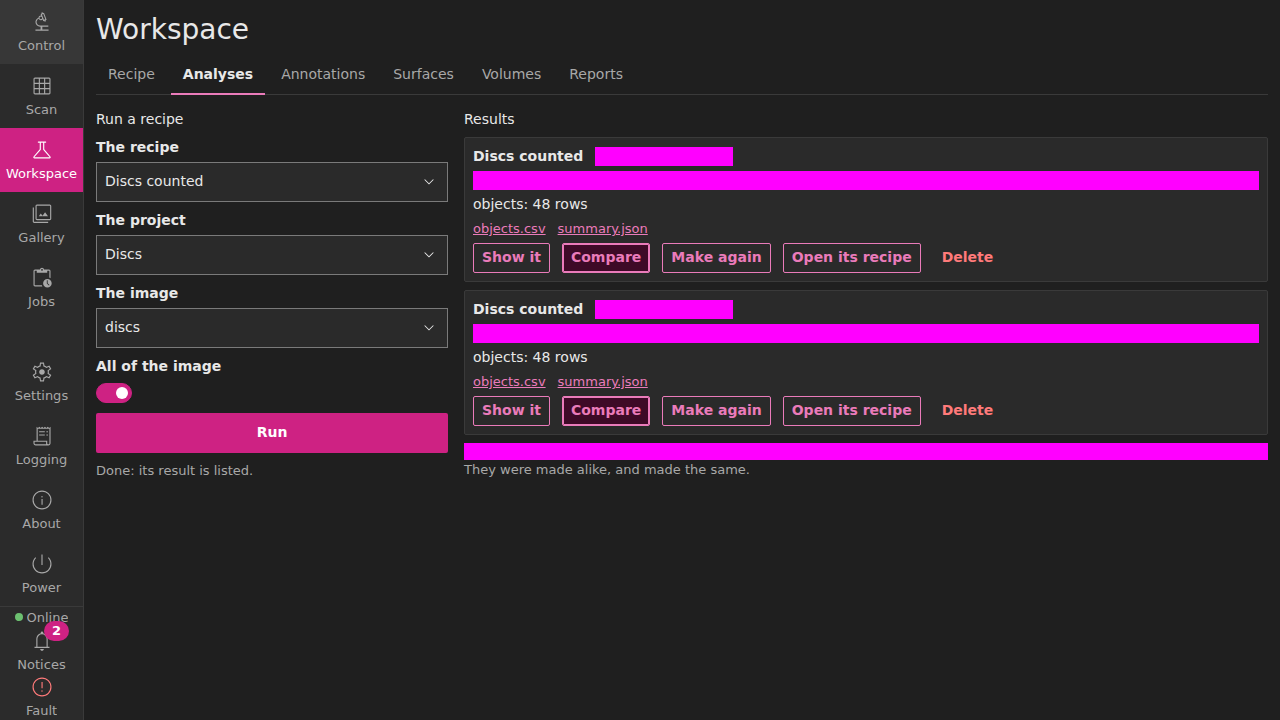 Control
Scan
Workspace
Gallery
Jobs
Settings
Logging
About
Power
Online
2
Notices
Fault
Workspace
Recipe Analyses Annotations Surfaces Volumes Reports
Run a recipe
The recipe
Discs counted
The project
Discs
The image
discs
All of the image
Run
Done: its result is listed.
Results
Discs counted
objects: 48 rows
objects.csv summary.json
Show it Compare Make again Open its recipe Delete
Discs counted
objects: 48 rows
objects.csv summary.json
Show it Compare Make again Open its recipe Delete
They were made alike, and made the same.